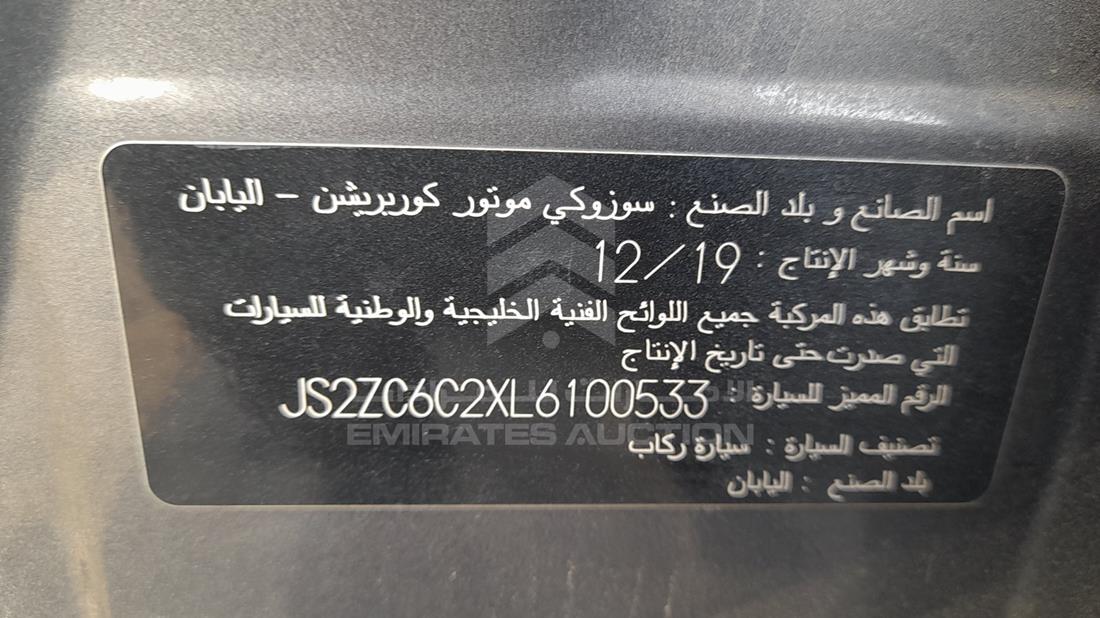 اسم الصانع و بلد الصنع : سوزوكي موتور كوربريشن - اليابان
سنة وشهر الإنتاج : 12/19
تطابق هذه المركبة جميع اللوائح الفنية الخليجية والوطنية للسيارات
التي صدرت حتى تاريخ الإنتاج
الرقم المميز للسيارة : JS2ZC6C2XL6100533
EMIRATES AUCTION
تصنيف السيارة : سيارة ركاب
بلد الصنع : اليابان